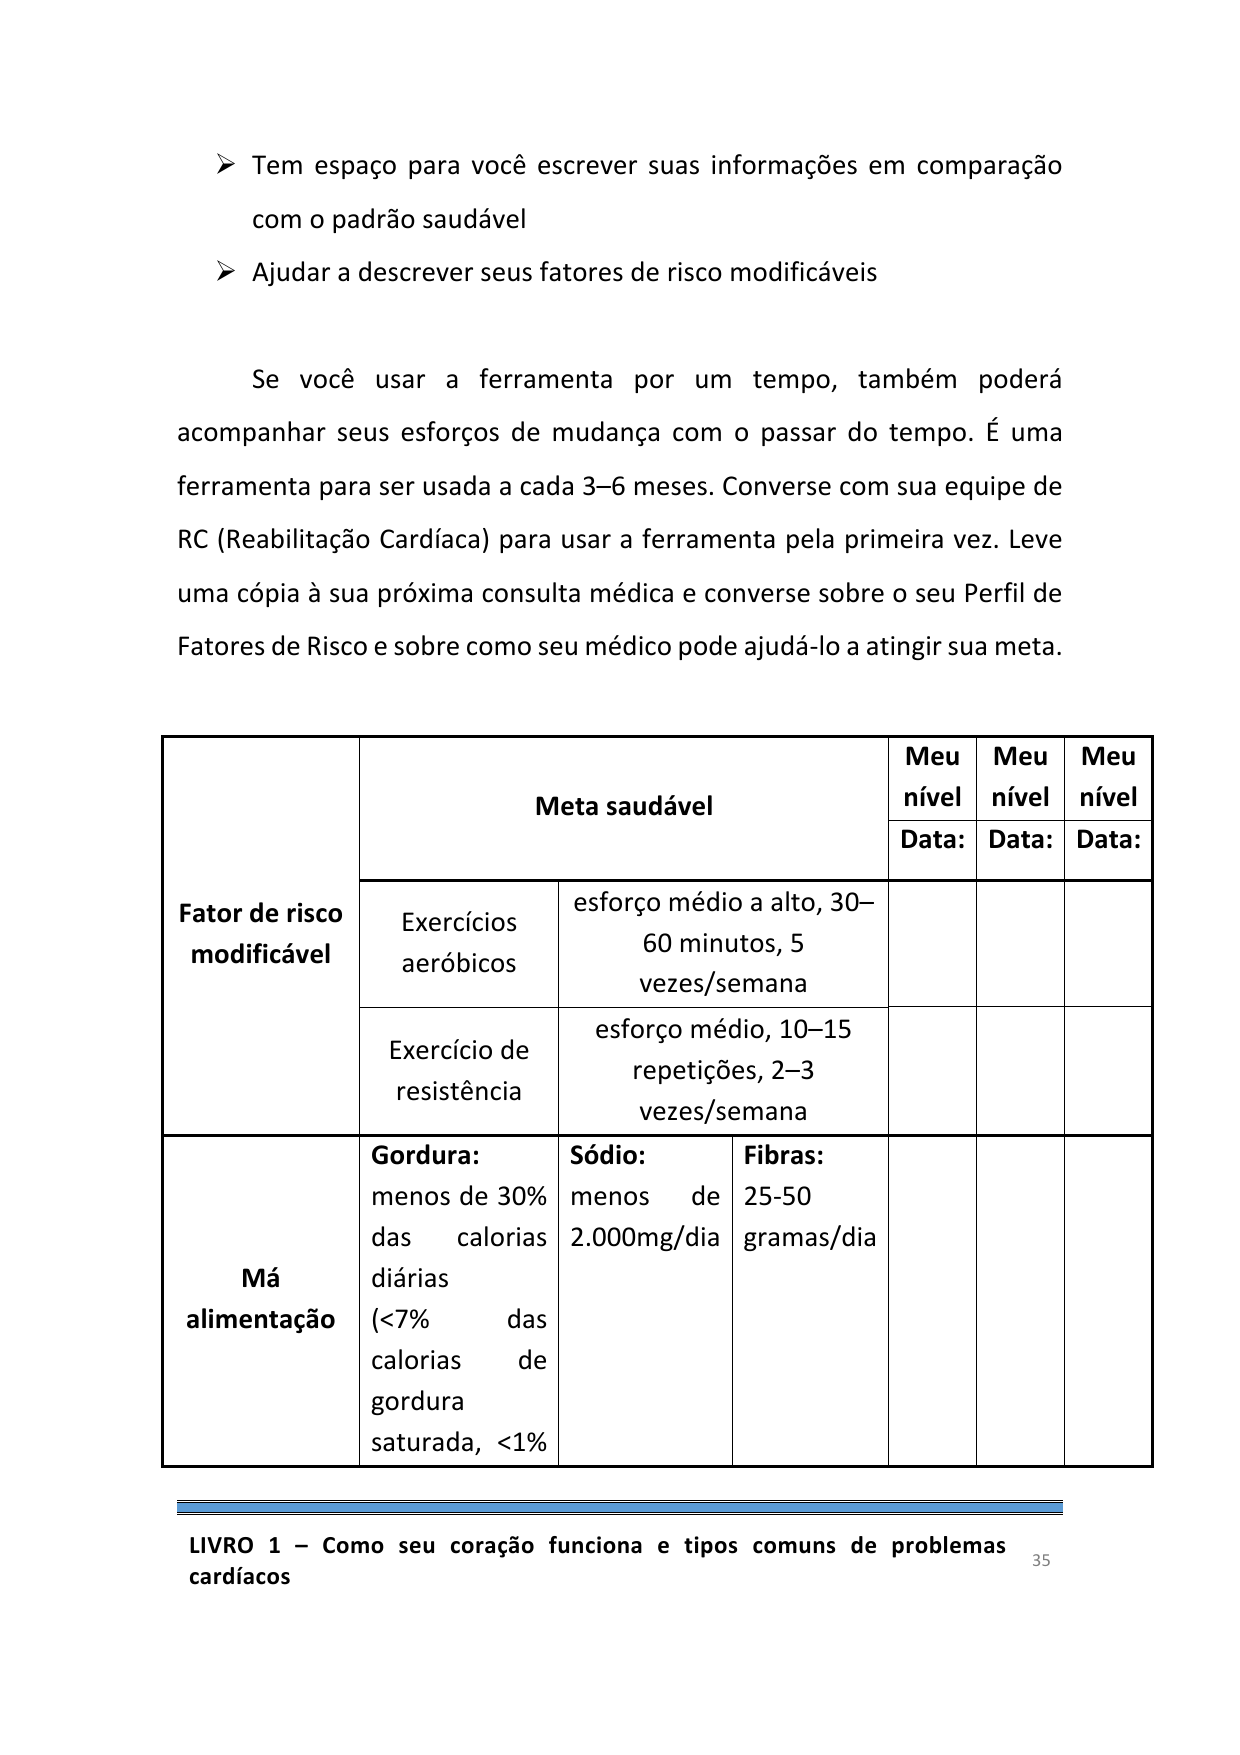 ➢ Tem espaço para você escrever suas informações em comparação
com o padrão saudável
➢ Ajudar a descrever seus fatores de risco modificáveis
Se você usar a ferramenta por um tempo, também poderá
acompanhar seus esforços de mudança com o passar do tempo. É uma
ferramenta para ser usada a cada 3–6 meses. Converse com sua equipe de
RC (Reabilitação Cardíaca) para usar a ferramenta pela primeira vez. Leve
uma cópia à sua próxima consulta médica e converse sobre o seu Perfil de
Fatores de Risco e sobre como seu médico pode ajudá-lo a atingir sua meta.
Fator de risco
modificável
Meta saudável
Meu
nível
Meu
nível
Meu
nível
Data:
Data:
Data:
Exercícios
aeróbicos
esforço médio a alto, 30–
60 minutos, 5
vezes/semana
Exercício de
resistência
esforço médio, 10–15
repetições, 2–3
vezes/semana
Má
alimentação
Gordura:
menos de 30%
das calorias
diárias
(<7% das
calorias de
gordura
saturada, <1%
Sódio:
menos de
2.000mg/dia
Fibras:
25-50
gramas/dia
LIVRO 1 – Como seu coração funciona e tipos comuns de problemas
cardíacos
35